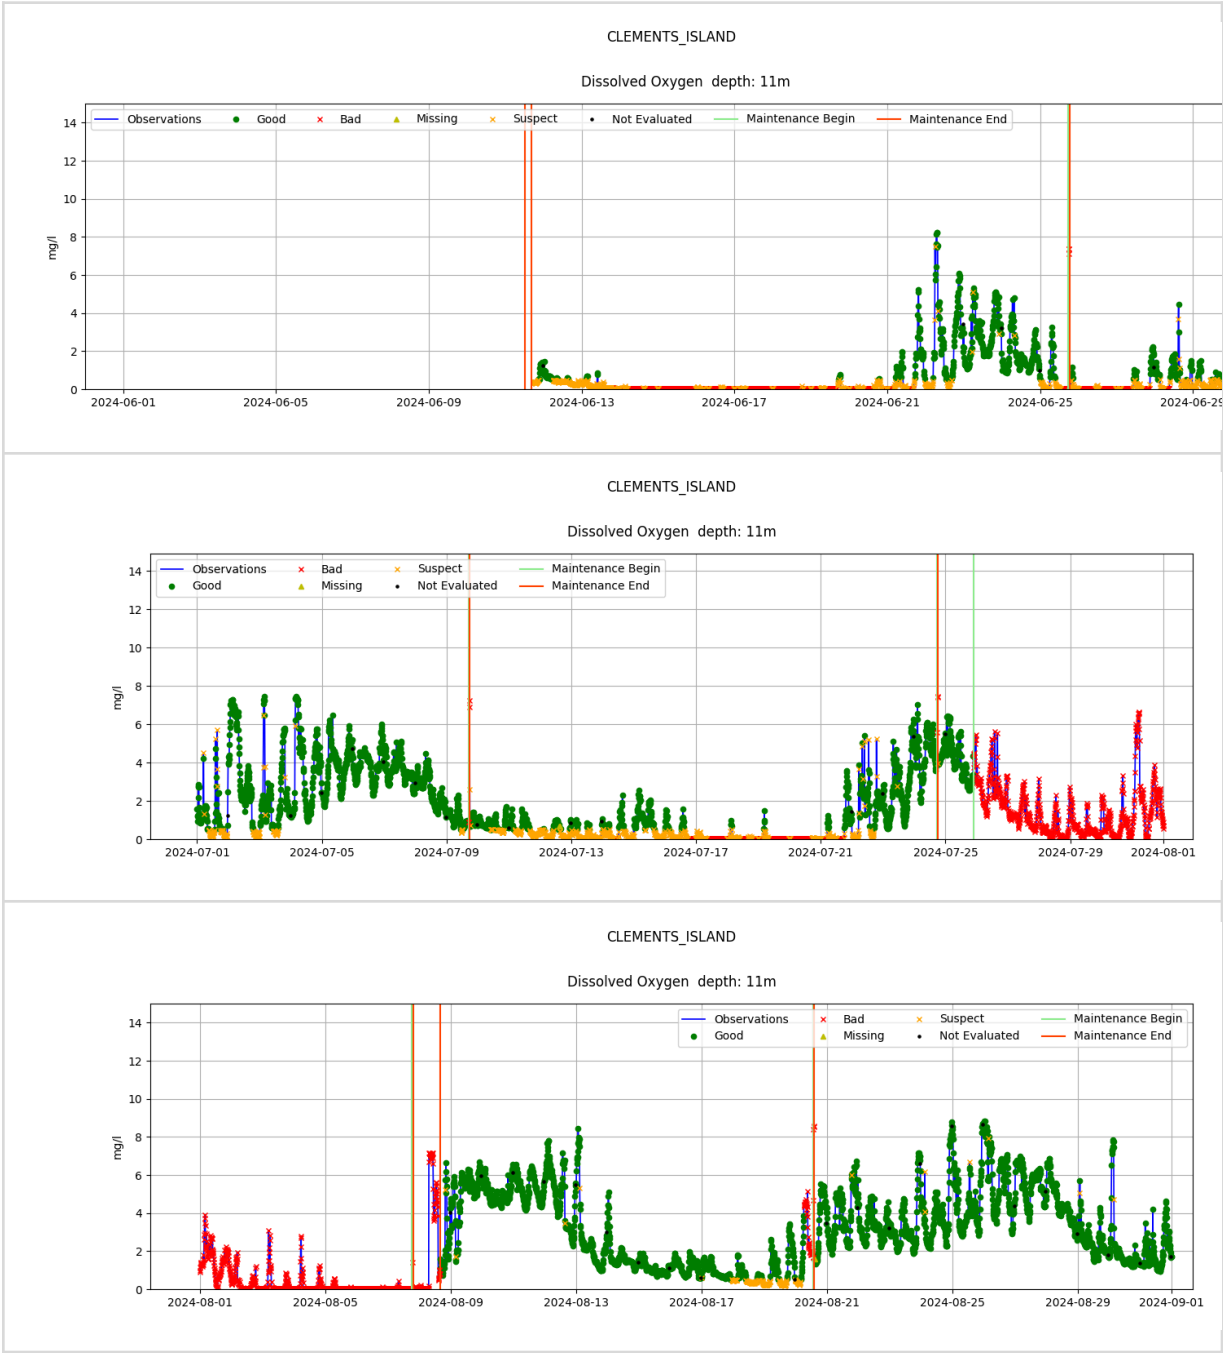 CLEMENTS_ISLAND
Dissolved Oxygen depth: 11m
Observations Good Bad Missing Suspect Not Evaluated Maintenance Begin Maintenance End
14
12
10
8
6
4
2
0
mg/l
2024-06-01 2024-06-05 2024-06-09 2024-06-13 2024-06-17 2024-06-21 2024-06-25 2024-06-29
CLEMENTS_ISLAND
Dissolved Oxygen depth: 11m
Observations Bad Suspect Maintenance Begin
Good Missing Not Evaluated Maintenance End
14
12
10
8
6
4
2
0
mg/l
2024-07-01 2024-07-05 2024-07-09 2024-07-13 2024-07-17 2024-07-21 2024-07-25 2024-07-29 2024-08-01
CLEMENTS_ISLAND
Dissolved Oxygen depth: 11m
Observations Bad Suspect Maintenance Begin
Good Missing Not Evaluated Maintenance End
14
12
10
8
6
4
2
0
mg/l
2024-08-01 2024-08-05 2024-08-09 2024-08-13 2024-08-17 2024-08-21 2024-08-25 2024-08-29 2024-09-01